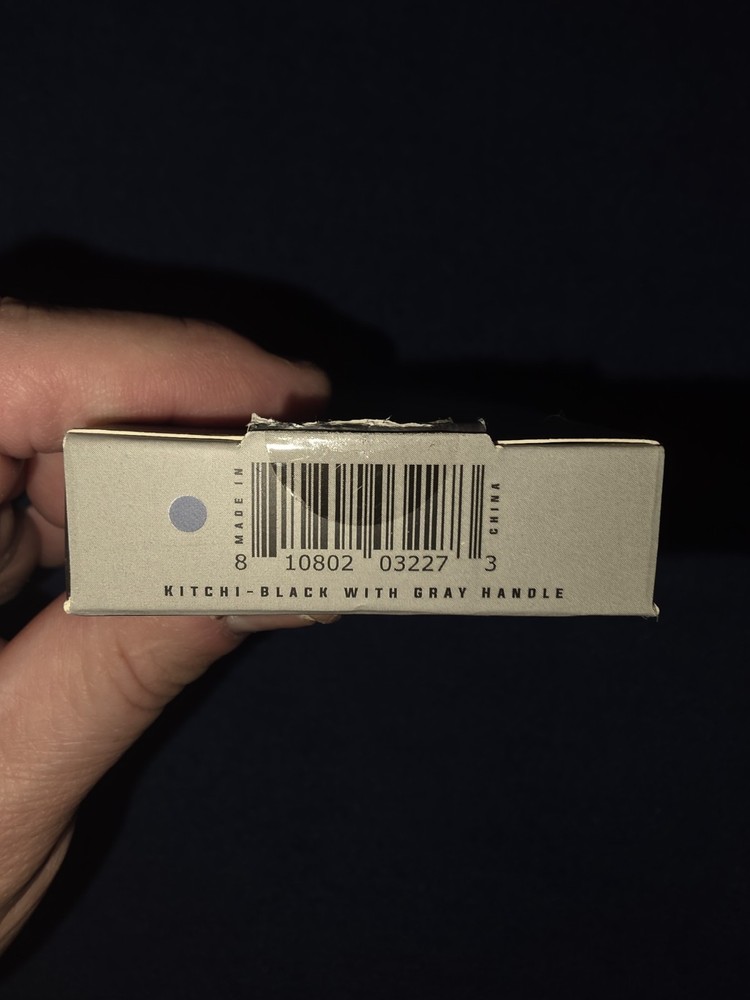 MADE IN
CHINA
8 10802 03227 3
KITCHI-BLACK WITH GRAY HANDLE